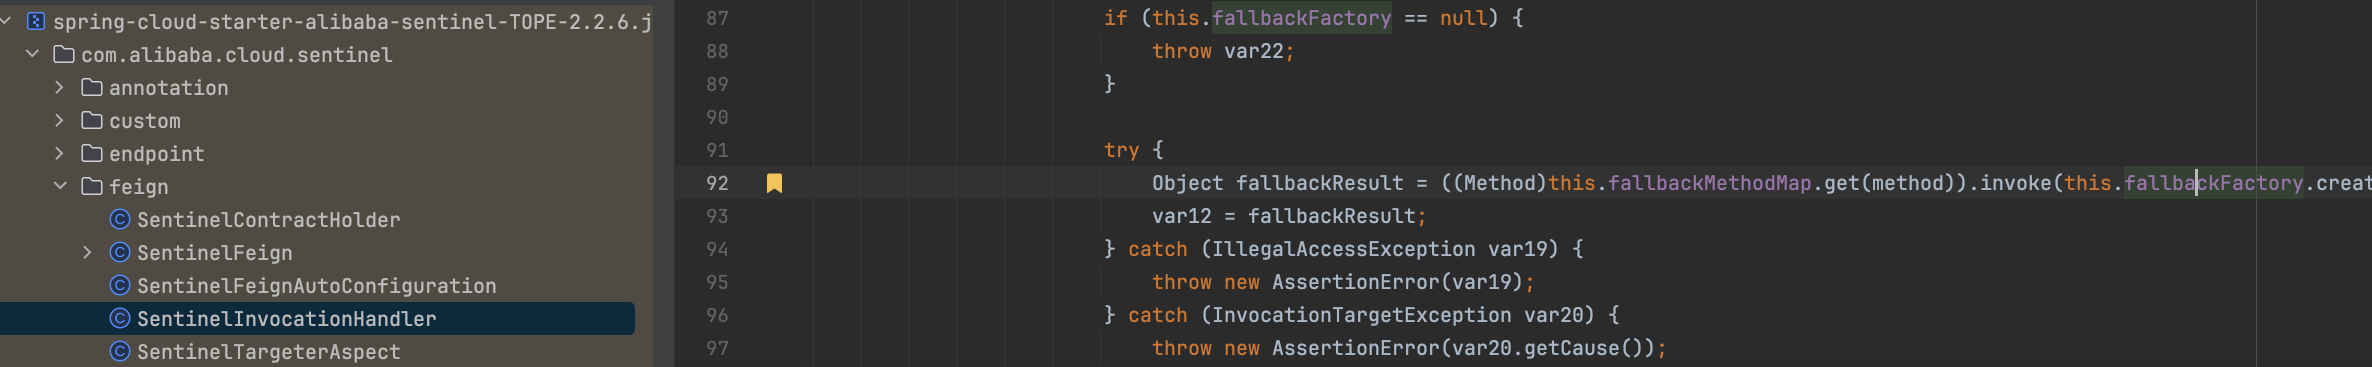 spring-cloud-starter-alibaba-sentinel-TOPE-2.2.6.j
com.alibaba.cloud.sentinel
annotation
custom
endpoint
feign
SentinelContractHolder
SentinelFeign
SentinelFeignAutoConfiguration
SentinelInvocationHandler
SentinelTargeterAspect
87 if (this.fallbackFactory == null) {
88 throw var22;
89 }
90
91 try {
92 Object fallbackResult = ((Method)this.fallbackMethodMap.get(method)).invoke(this.fallbackFactory.creat
93 var12 = fallbackResult;
94 } catch (IllegalAccessException var19) {
95 throw new AssertionError(var19);
96 } catch (InvocationTargetException var20) {
97 throw new AssertionError(var20.getCause());